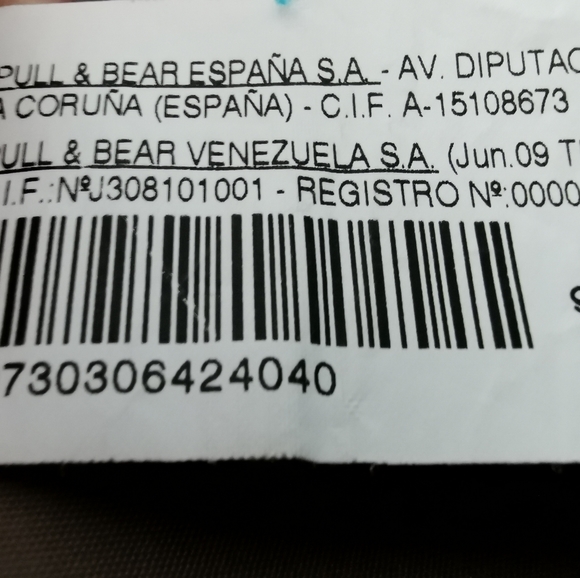 PULL & BEAR ESPAÑA S.A. - AV. DIPUTAC
A CORUÑA (ESPAÑA) - C.I.F. A-15108673
ULL & BEAR VENEZUELA S.A. (Jun.09 T
I.F.:NºJ308101001 - REGISTRO Nº:0000
730306424040